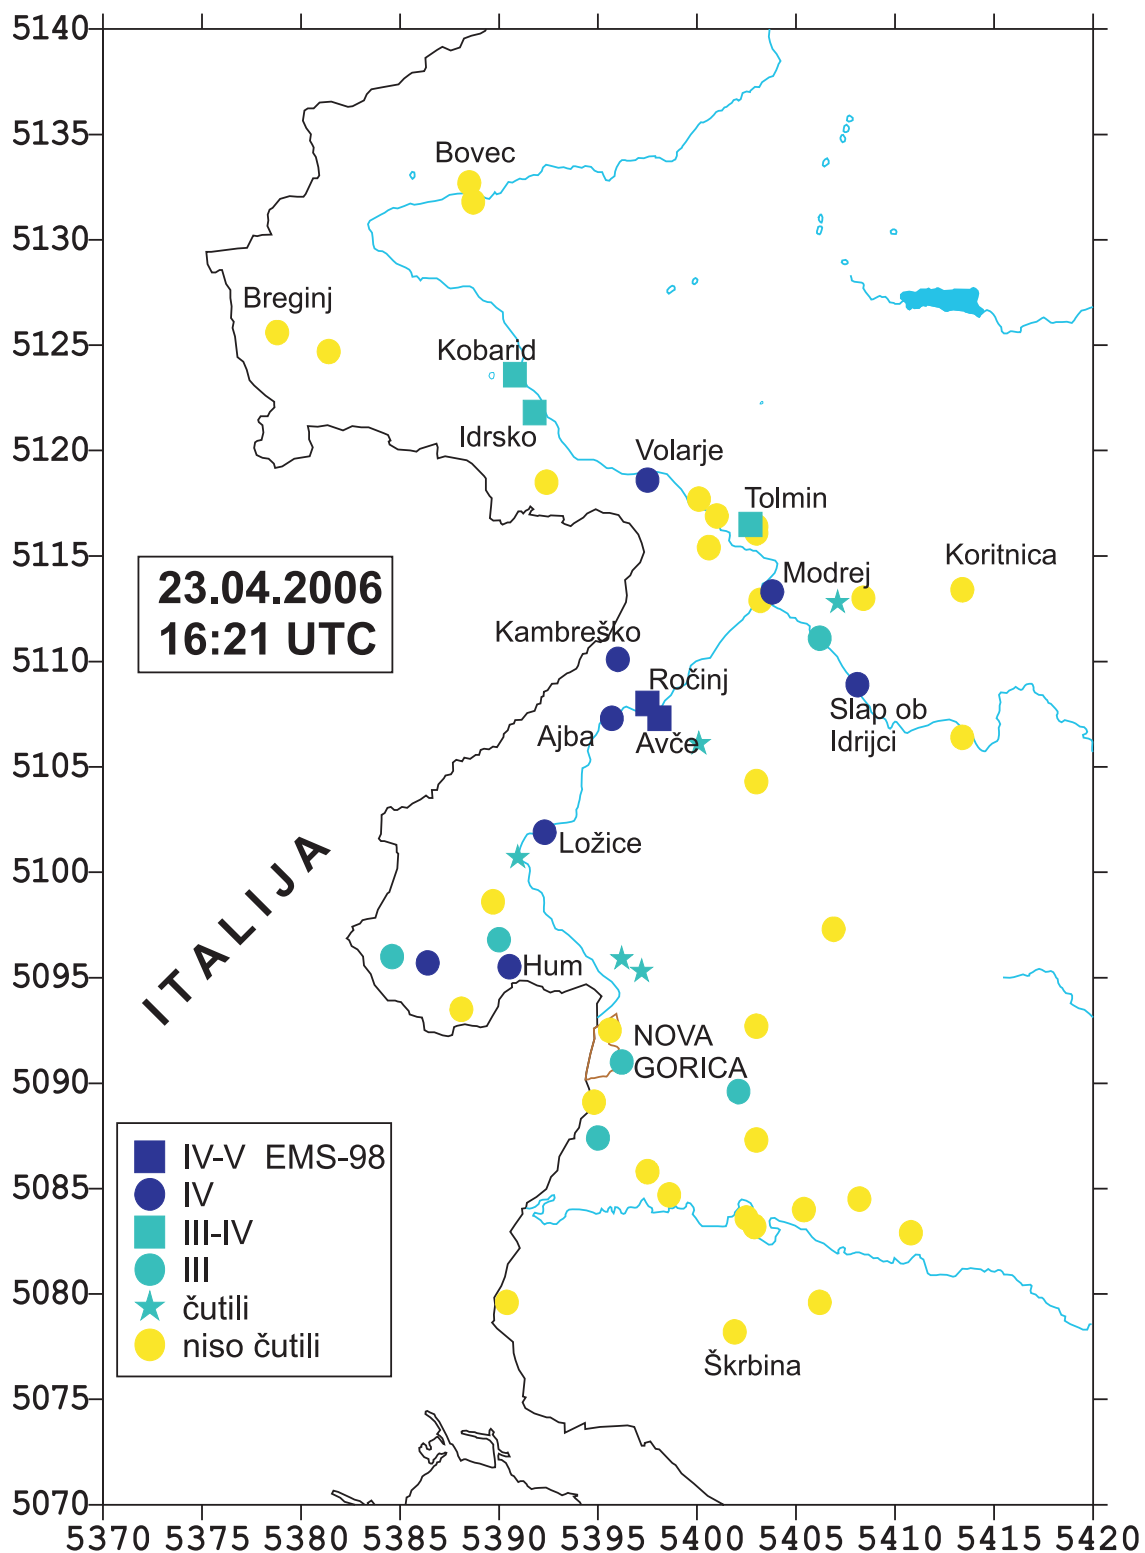 5140
5135
5130
5125
5120
5115
5110
5105
5100
5095
5090
5085
5080
5075
5070
Bovec
Breginj
Kobarid
Idrsko
Volarje
Tolmin
23.04.2006
16:21 UTC
Koritnica
Modrej
Kambreško
Ročinj
Ajba
Avče
Slap ob
Idrijci
Ložice
ITALIJA
Hum
NOVA
GORICA
IV-V EMS-98
IV
III-IV
III
čutili
niso čutili
Škrbina
5370 5375 5380 5385 5390 5395 5400 5405 5410 5415 5420